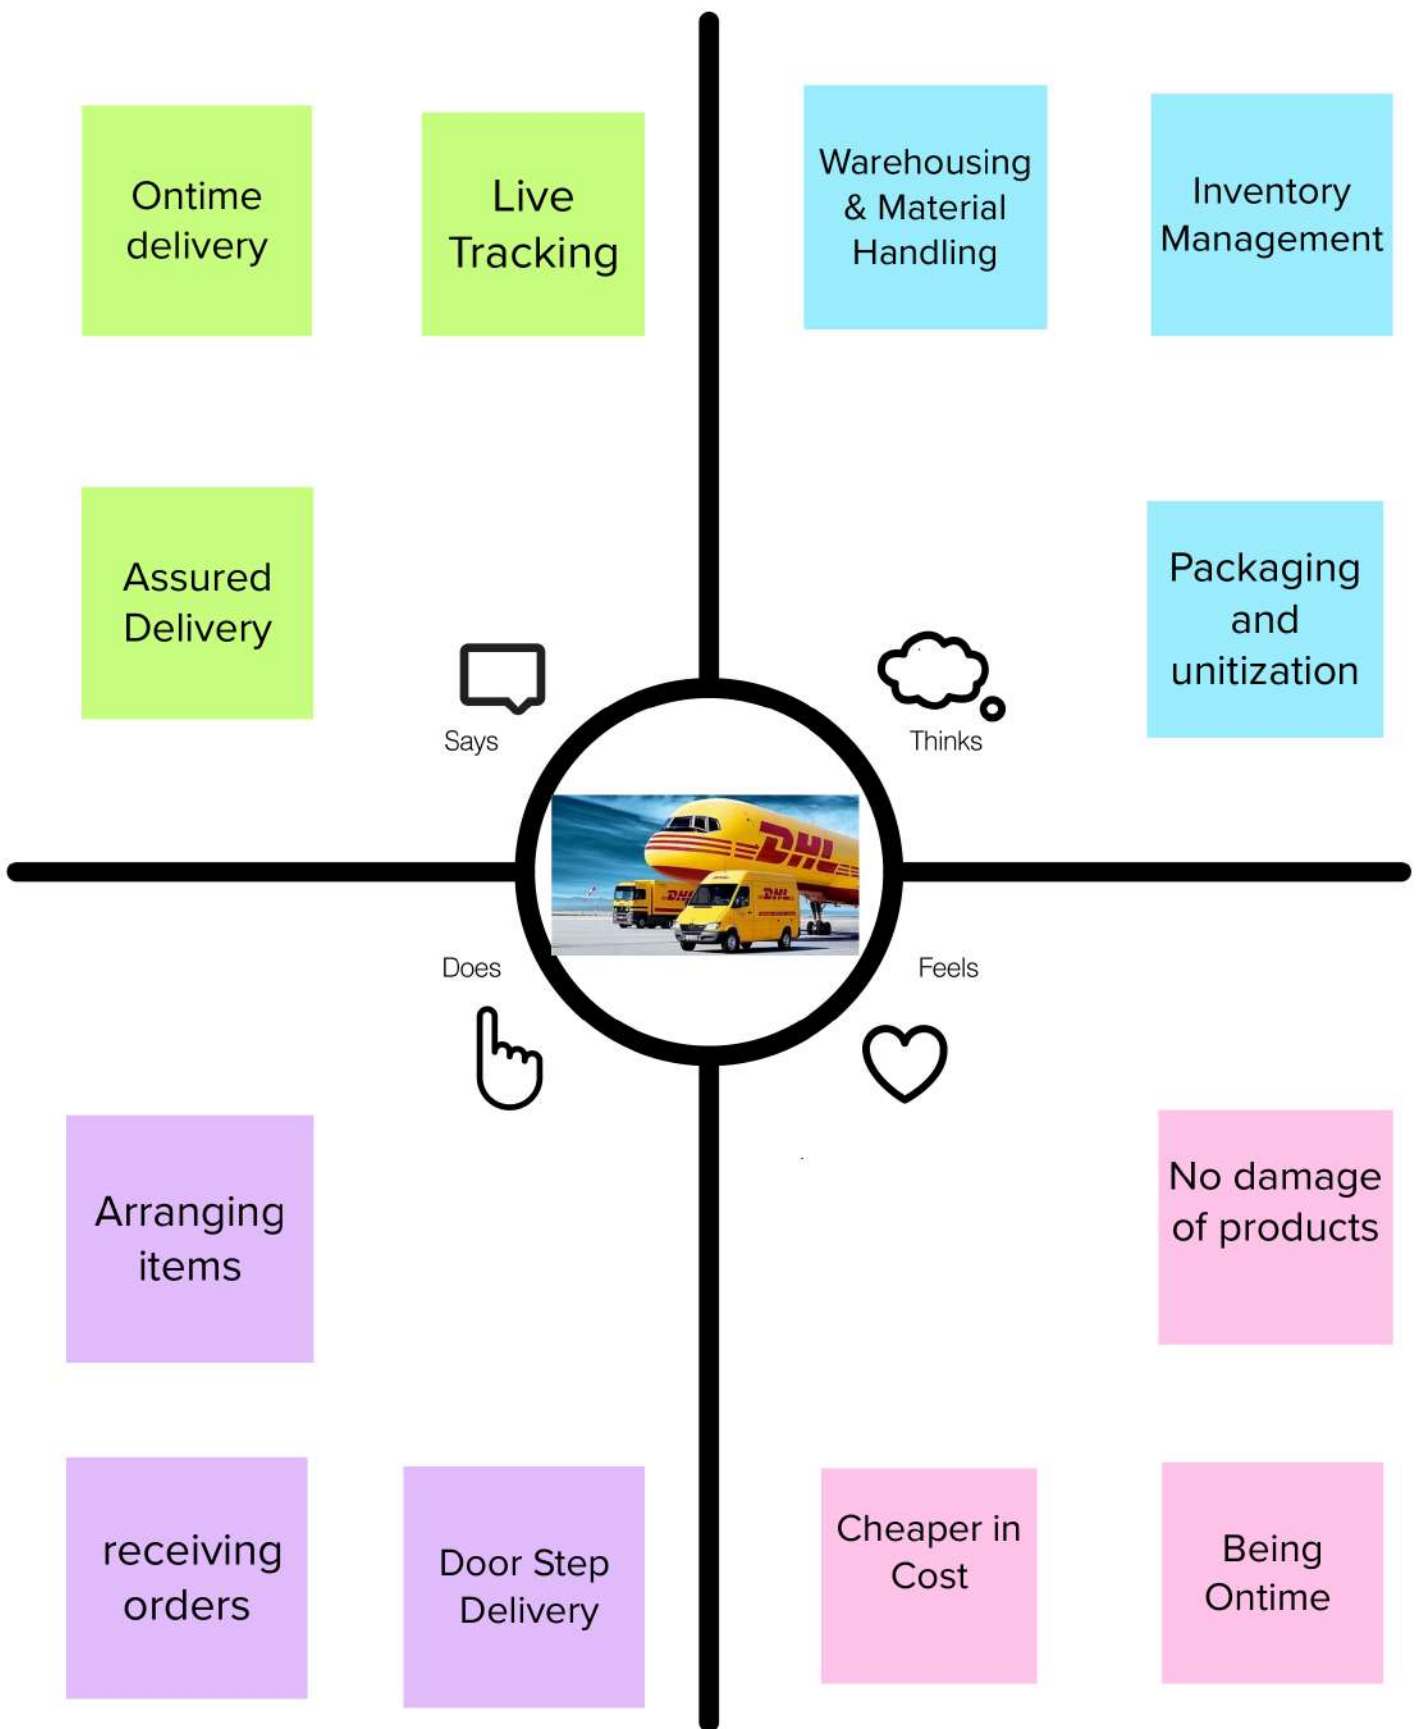 Ontime
delivery
Live
Tracking
Warehousing
& Material
Handling
Inventory
Management
Assured
Delivery
Packaging
and
unitization
Says
Thinks
DHL
DHL
Does
Feels
Arranging
items
No damage
of products
receiving
orders
Door Step
Delivery
Cheaper in
Cost
Being
Ontime